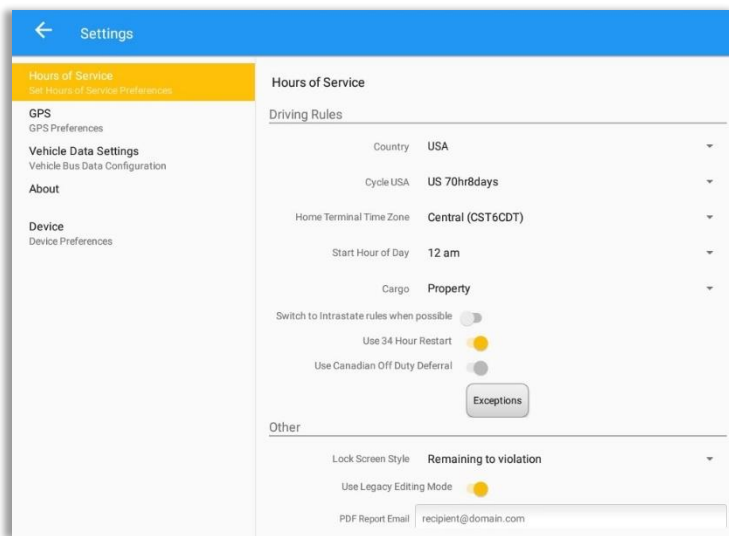 Settings
Hours of Service
Set Hours of Service Preferences
GPS
GPS Preferences
Vehicle Data Settings
Vehicle Bus Data Configuration
About
Device
Device Preferences
Hours of Service
Driving Rules
Country USA
Cycle USA US 70hr8days
Home Terminal Time Zone Central (CST6CDT)
Start Hour of Day 12 am
Cargo Property
Switch to Intrastate rules when possible
Use 34 Hour Restart
Use Canadian Off Duty Deferral
Exceptions
Other
Lock Screen Style Remaining to violation
Use Legacy Editing Mode
PDF Report Email recipient@domain.com